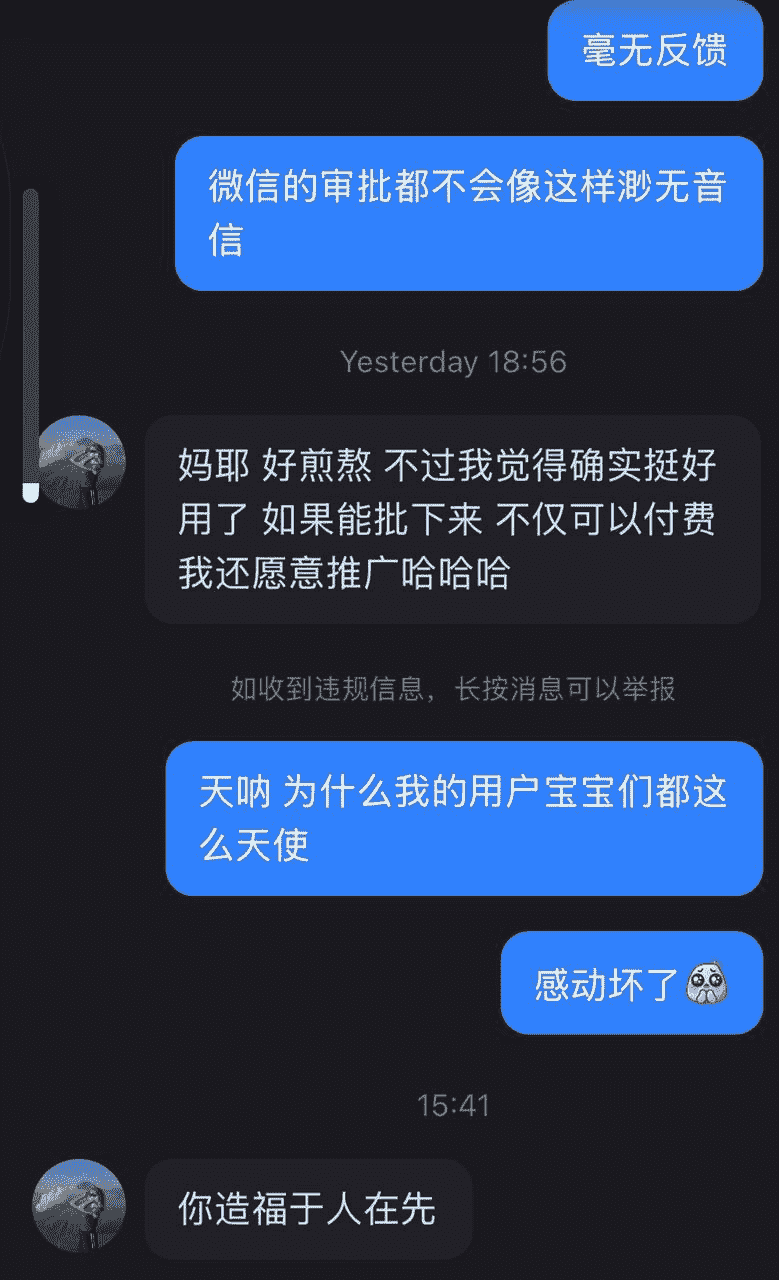 毫无反馈
微信的审批都不会像这样渺无音
信
Yesterday 18:56
妈耶 好煎熬 不过我觉得确实挺好
用了 如果能批下来 不仅可以付费
我还愿意推广哈哈哈
如收到违规信息，长按消息可以举报
天呐 为什么我的用户宝宝们都这
么天使
感动坏了
15:41
你造福于人在先